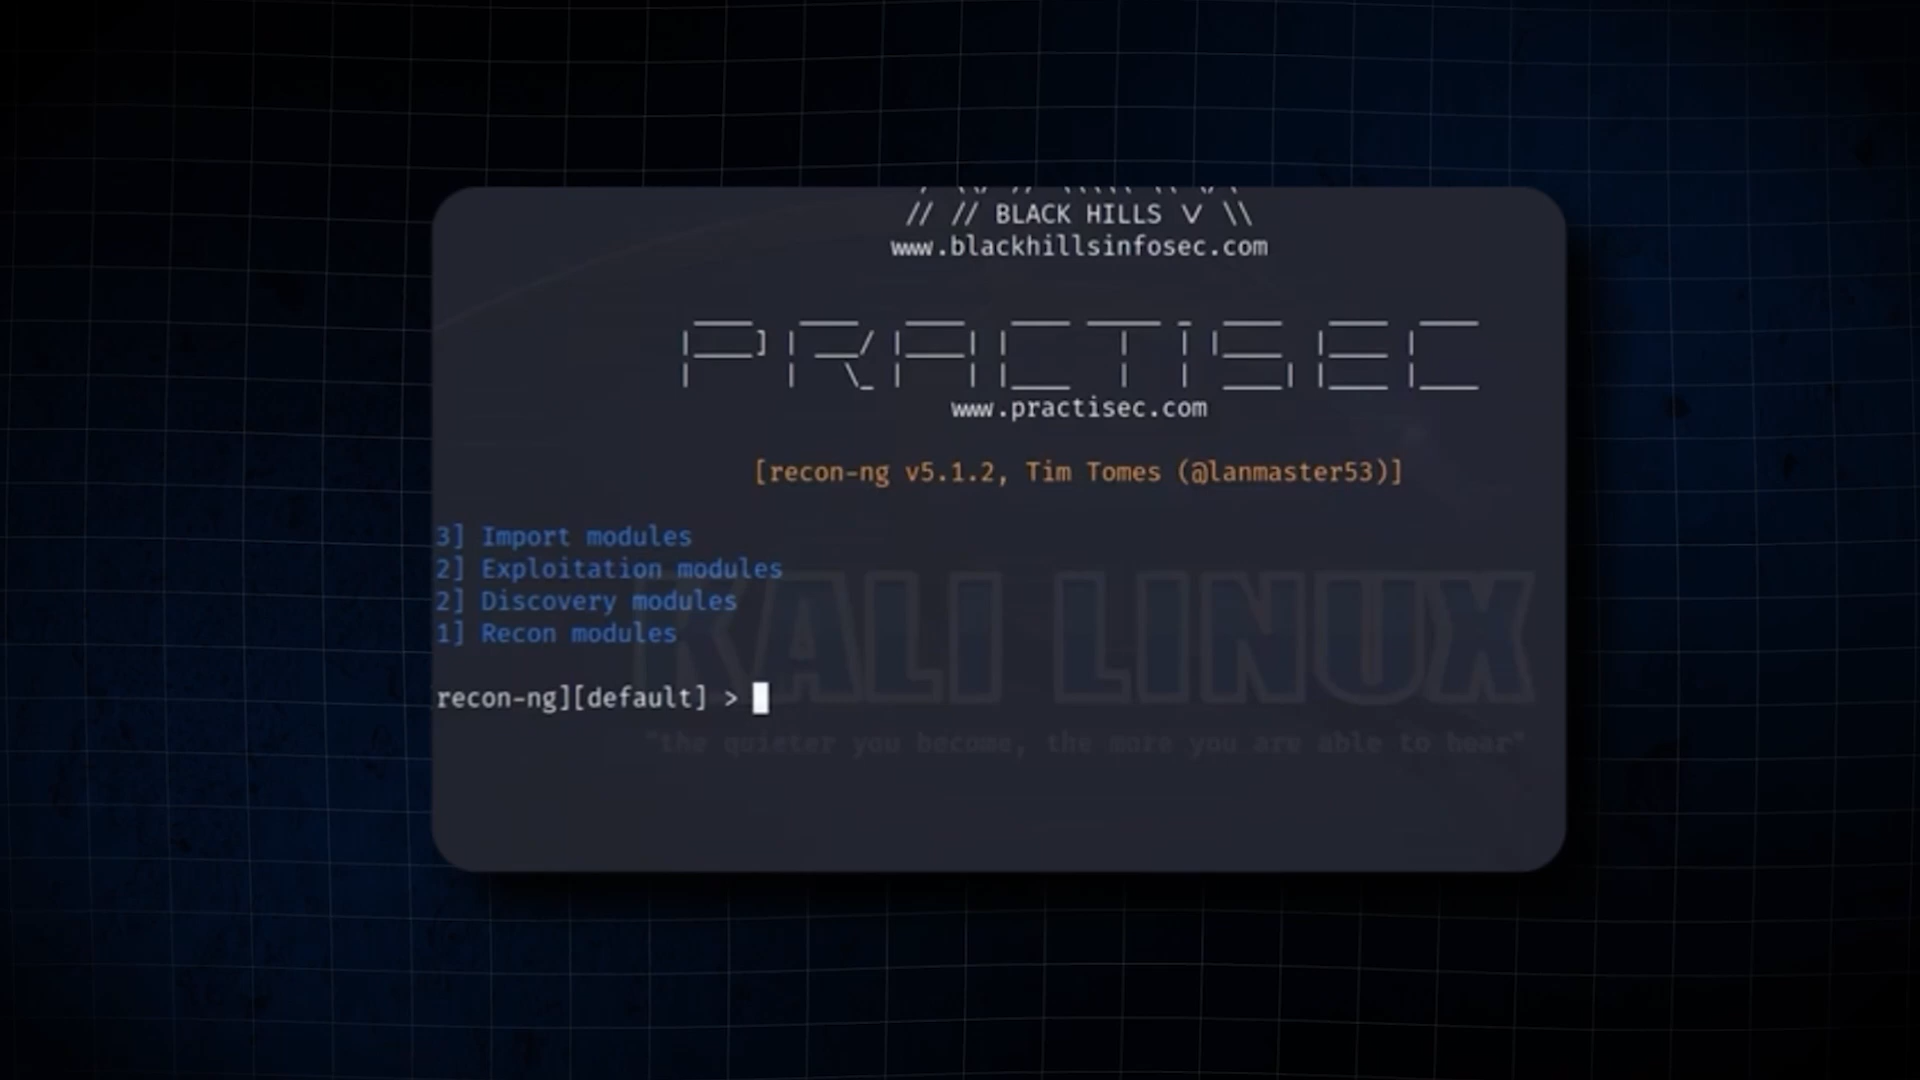 // // BLACK HILLS \/ \\
www.blackhillsinfosec.com
PRACTISEC
www.practisec.com
[recon-ng v5.1.2, Tim Tomes (@lanmaster53)]
3] Import modules
2] Exploitation modules
2] Discovery modules
1] Recon modules
KALI LINUX
recon-ng][default] >
"the quieter you become, the more you are able to hear"